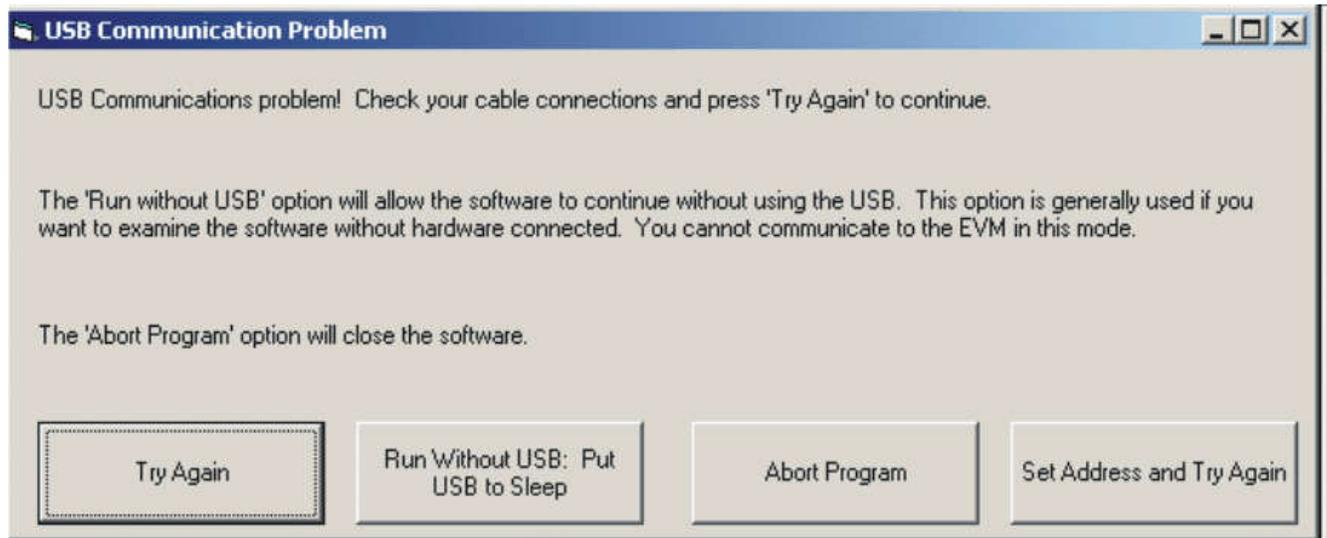 USB Communication Problem
USB Communications problem!  Check your cable connections and press 'Try Again' to continue.
The 'Run without USB' option will allow the software to continue without using the USB.  This option is generally used if you
want to examine the software without hardware connected.  You cannot communicate to the EVM in this mode.
The 'Abort Program' option will close the software.
Try Again
Run Without USB:  Put
USB to Sleep
Abort Program
Set Address and Try Again